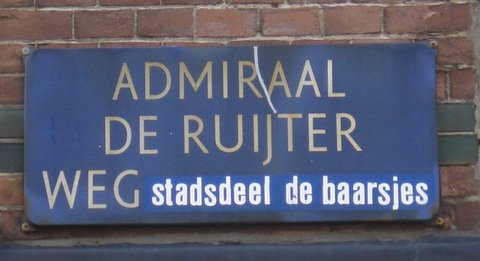 ADMIRAAL
DE RUIJTER
WEG stadsdeel de baarsjes